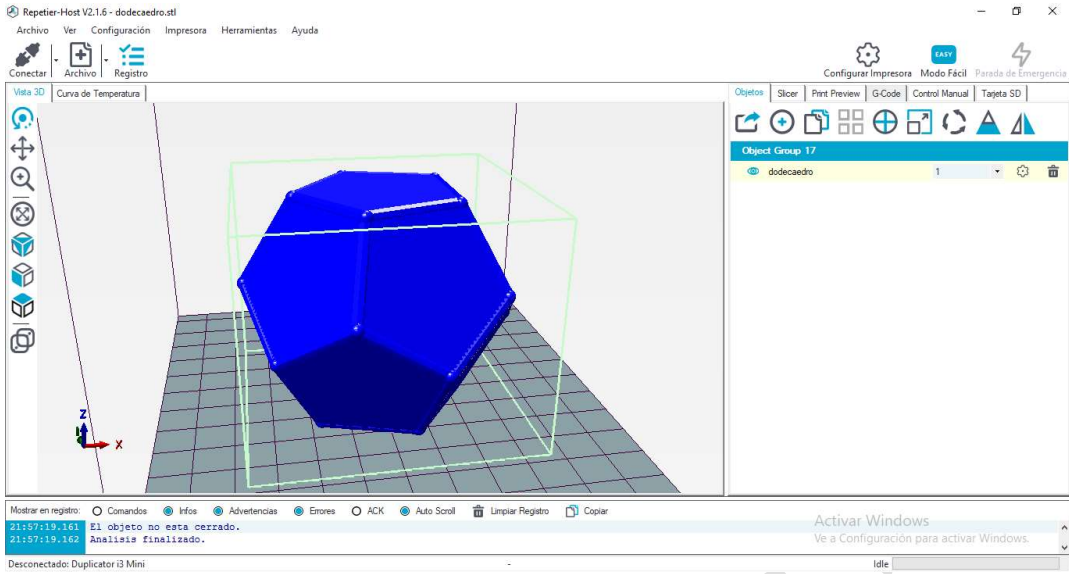 Repetier-Host V2.1.6 - dodecaedro.stl
Archivo Ver Configuración Impresora Herramientas Ayuda
Conectar Archivo Registro Configurar Impresora EASY Modo Fácil Parada de Emergencia
Vista 3D Curva de Temperatura Objetos Slicer Print Preview G-Code Control Manual Tarjeta SD
Object Group 17
dodecaedro 1
Z
X
Mostrar en registro: Comandos Infos Advertencias Errores ACK Auto Scroll Limpiar Registro Copiar
21:57:19.161 El objeto no esta cerrado.
21:57:19.162 Analisis finalizado.
Activar Windows
Ve a Configuración para activar Windows.
Desconectado: Duplicator i3 Mini - Idle